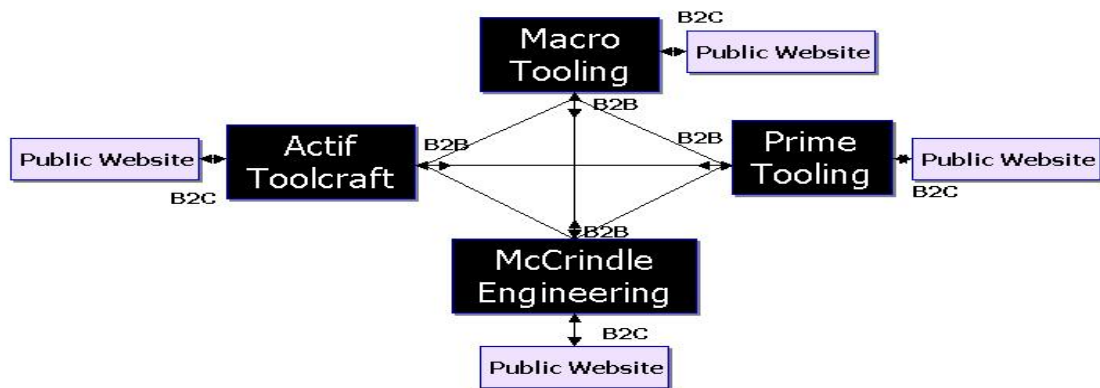 B2C
Macro
Tooling
Public Website
B2B
Actif
Toolcraft
B2B
B2B
Prime
Tooling
Public Website
Public Website
B2C
B2C
B2B
McCrindle
Engineering
B2C
Public Website